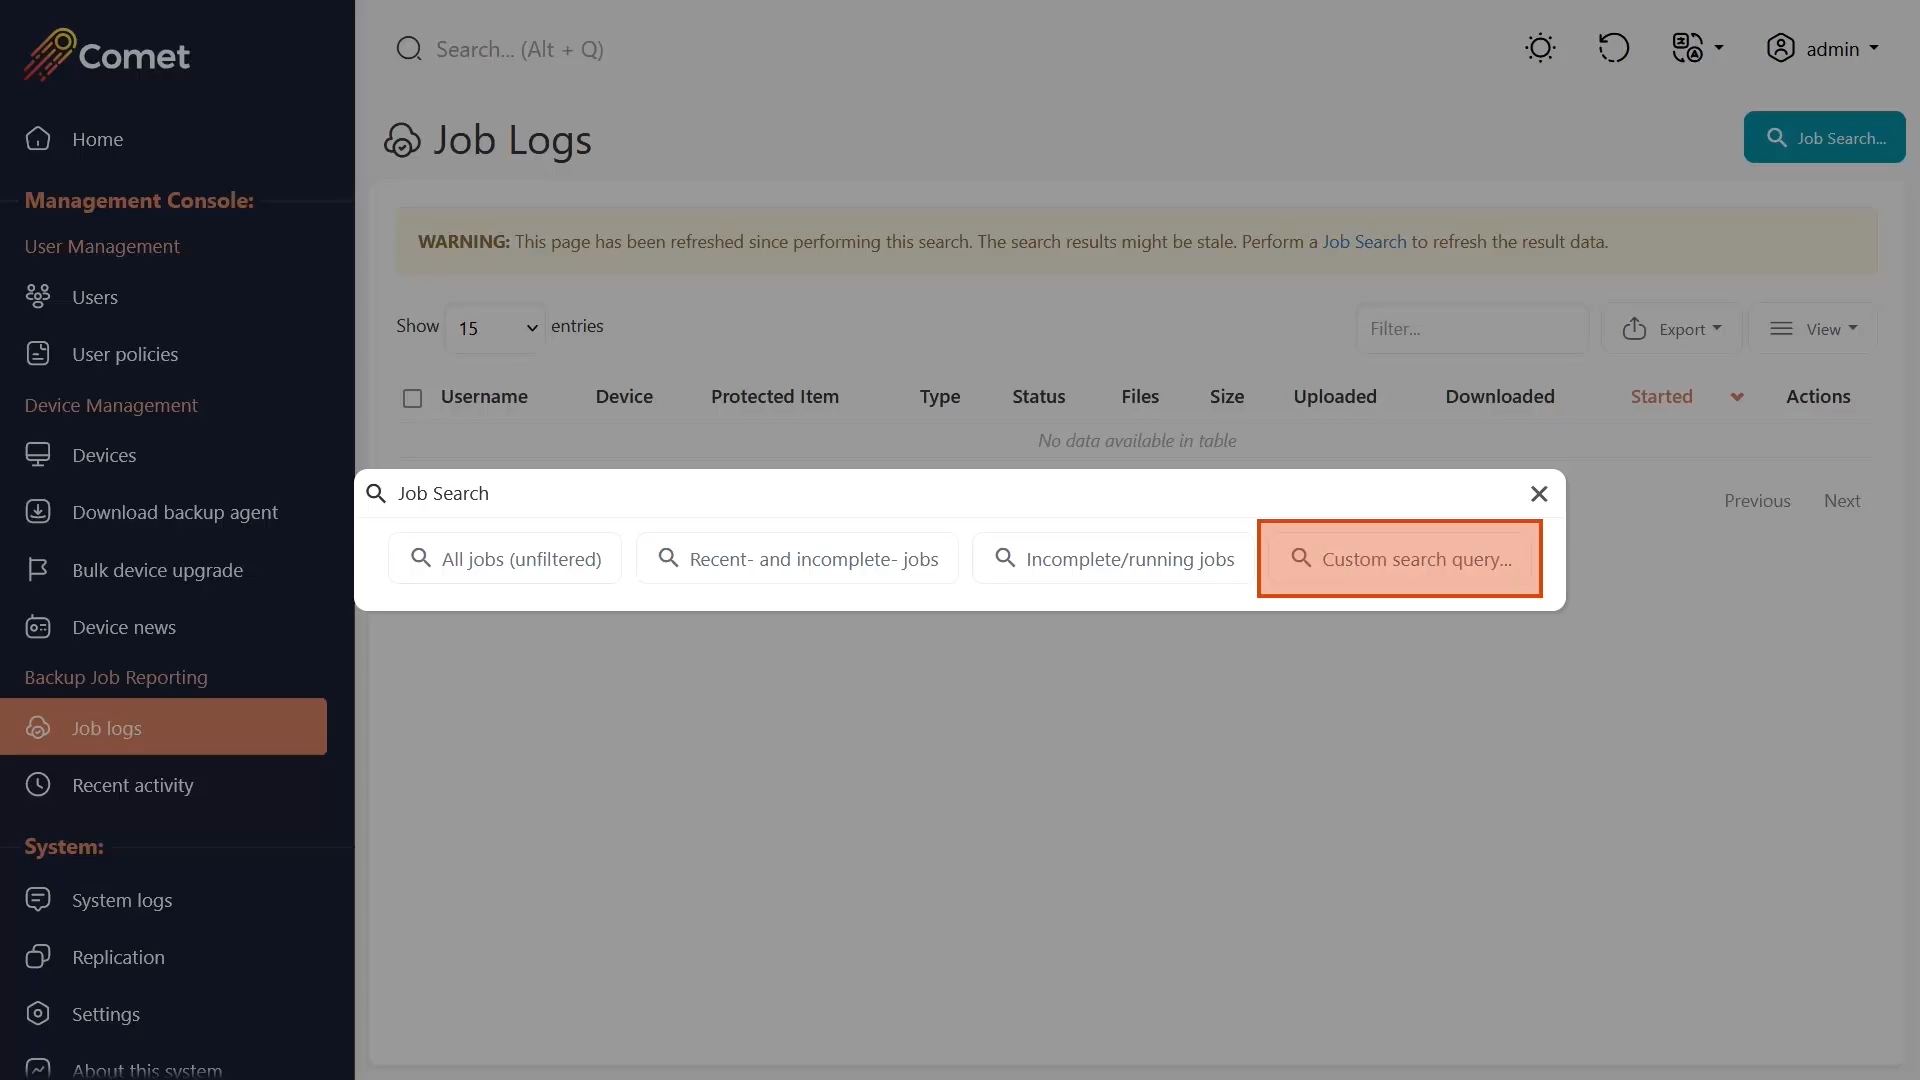 Comet
Search... (Alt + Q)
admin
Home
Job Logs
Job Search...
Management Console:
User Management
WARNING: This page has been refreshed since performing this search. The search results might be stale. Perform a Job Search to refresh the result data.
Users
Show 15 entries
Filter...
Export
View
User policies
Device Management
Username Device Protected Item Type Status Files Size Uploaded Downloaded Started Actions
No data available in table
Devices
Job Search
Previous Next
Download backup agent
All jobs (unfiltered)
Recent- and incomplete- jobs
Incomplete/running jobs
Custom search query...
Bulk device upgrade
Device news
Backup Job Reporting
Job logs
Recent activity
System:
System logs
Replication
Settings
About this system